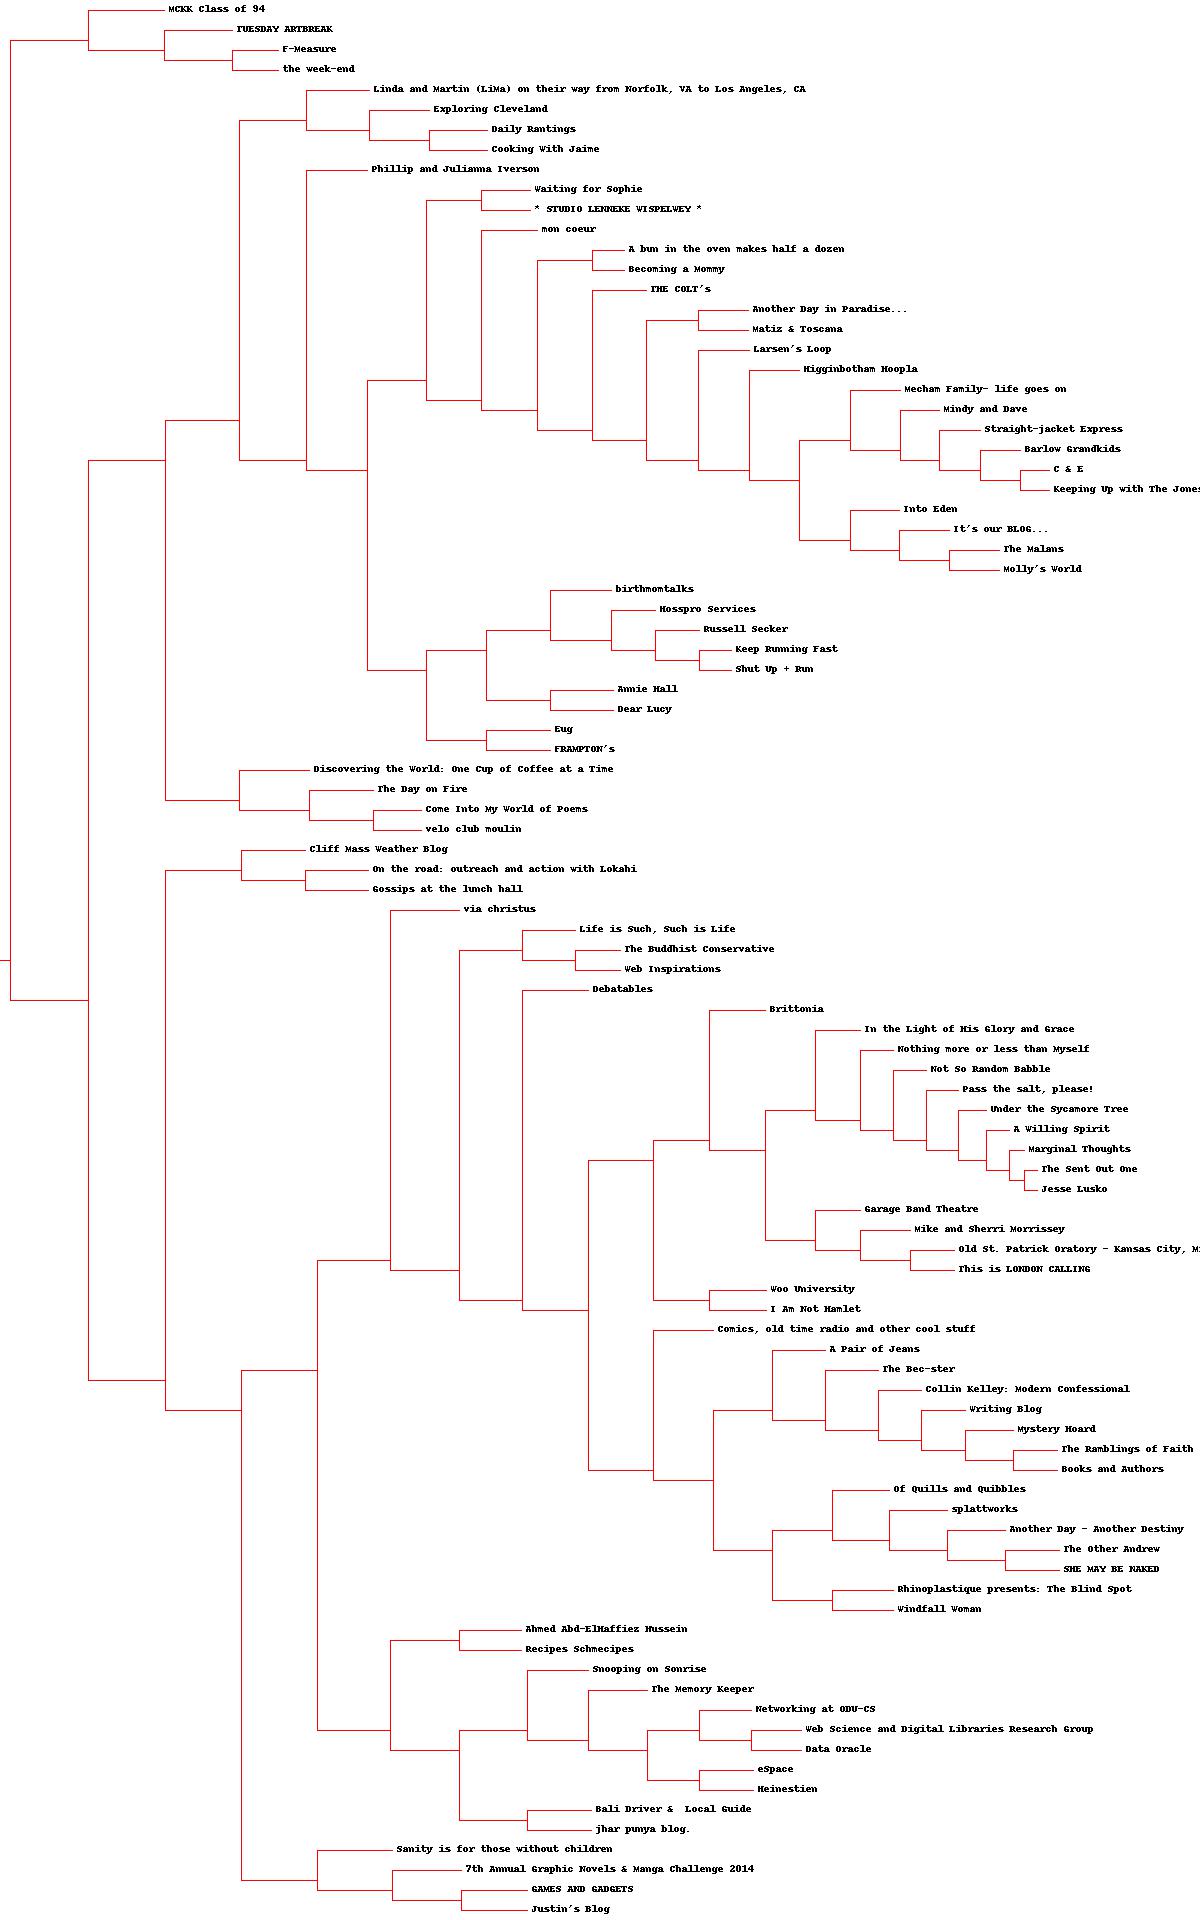 MCKK Class of 94
TUESDAY ARTBREAK
F-Measure
the week-end
Linda and Martin (LiMa) on their way from Norfolk, VA to Los Angeles, CA
Exploring Cleveland
Daily Rantings
Cooking With Jaime
Phillip and Julianna Iverson
Waiting for Sophie
* STUDIO LENNEKE WISPELWEY *
mon coeur
A bun in the oven makes half a dozen
Becoming a Mommy
THE COLT's
Another Day in Paradise...
Matiz & Toscana
Larsen's Loop
Higginbotham Hoopla
Mecham Family- life goes on
Mindy and Dave
Straight-jacket Express
Barlow Grandkids
C & E
Keeping Up with The Jones
Into Eden
It's our BLOG...
The Malans
Molly's World
birthmomtalks
Hosspro Services
Russell Secker
Keep Running Fast
Shut Up + Run
Annie Hall
Dear Lucy
Eug
FRAMPTON's
Discovering the World: One Cup of Coffee at a Time
The Day on Fire
Come Into My World of Poems
velo club moulin
Cliff Mass Weather Blog
On the road: outreach and action with Lokahi
Gossips at the lunch hall
via christus
Life is Such, Such is Life
The Buddhist Conservative
Web Inspirations
Debatables
Brittonia
In the Light of His Glory and Grace
Nothing more or less than Myself
Not So Random Babble
Pass the salt, please!
Under the Sycamore Tree
A Willing Spirit
Marginal Thoughts
The Sent Out One
Jesse Lusko
Garage Band Theatre
Mike and Sherri Morrissey
Old St. Patrick Oratory - Kansas City, M
This is LONDON CALLING
Woo University
I Am Not Hamlet
Comics, old time radio and other cool stuff
A Pair of Jeans
The Bec-ster
Collin Kelley: Modern Confessional
Writing Blog
Mystery Hoard
The Ramblings of Faith
Books and Authors
Of Quills and Quibbles
splattworks
Another Day - Another Destiny
The Other Andrew
SHE MAY BE NAKED
Rhinoplastique presents: The Blind Spot
Windfall Woman
Ahmed Abd-ElHaffiez Hussein
Recipes Schmecipes
Snooping on Sonrise
The Memory Keeper
Networking at ODU-CS
Web Science and Digital Libraries Research Group
Data Oracle
eSpace
Heinestien
Bali Driver &  Local Guide
jhar punya blog.
Sanity is for those without children
7th Annual Graphic Novels & Manga Challenge 2014
GAMES AND GADGETS
Justin's Blog